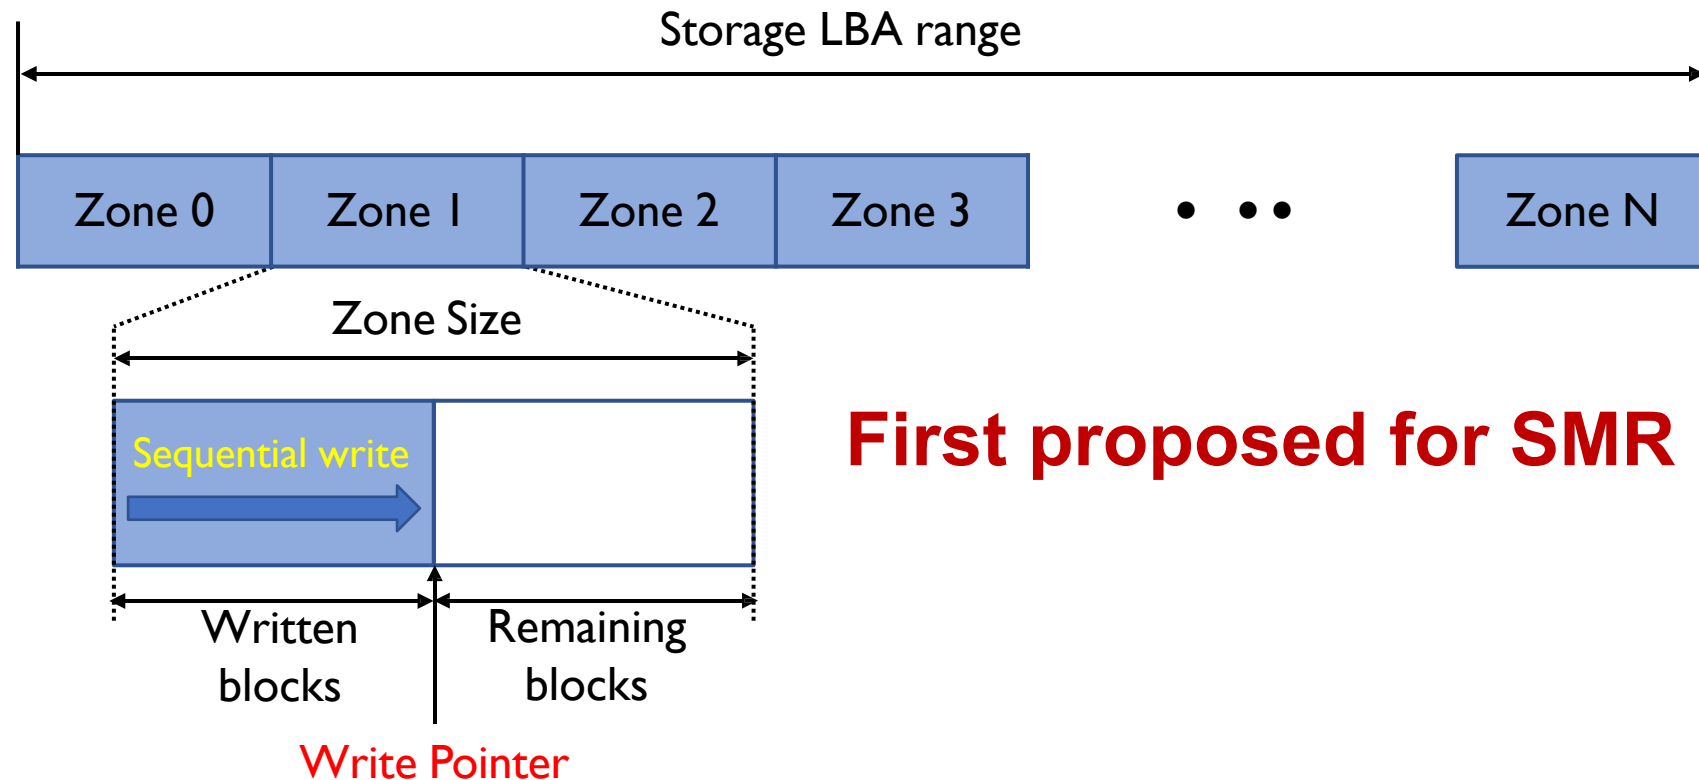 Storage LBA range
Zone 0
Zone 1
Zone 2
Zone 3
• • •
Zone N
Zone Size
First proposed for SMR
Sequential write
Written
blocks
Remaining
blocks
Write Pointer